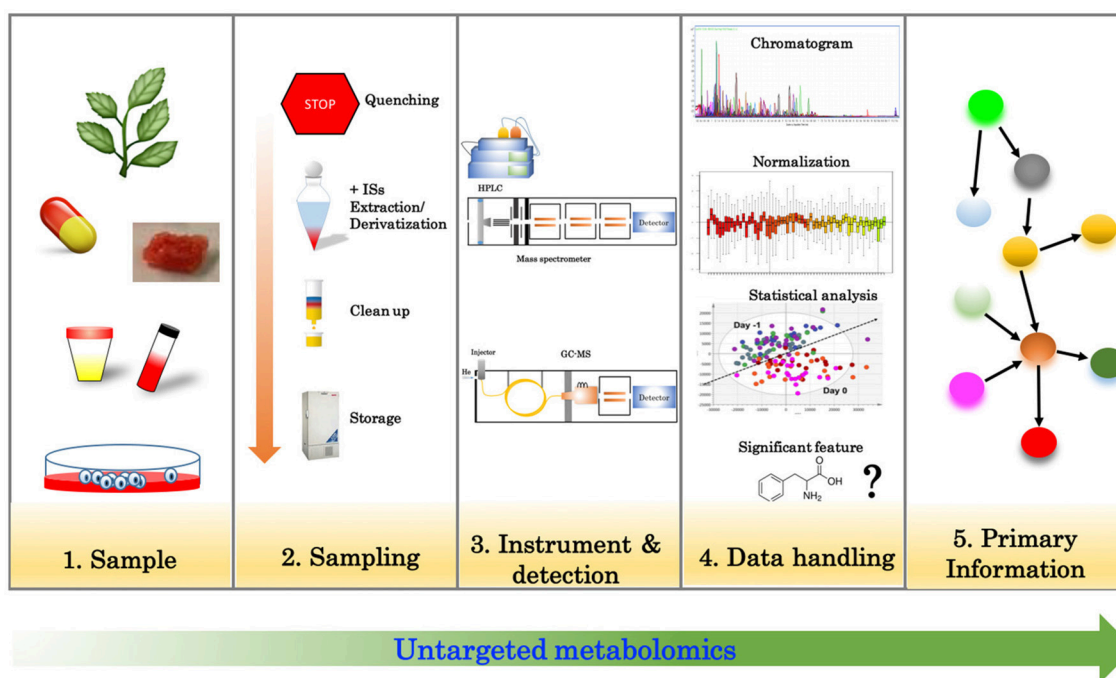 STOP
Quenching
+ ISs
Extraction/
Derivatization
Clean up
Storage
1. Sample
2. Sampling
HPLC
Detector
Mass spectrometer
Injector
GC-MS
He
Detector
3. Instrument &
detection
Chromatogram
Normalization
Statistical analysis
Day -1
Day 0
Significant feature
O
OH
NH₂
?
4. Data handling
5. Primary
Information
Untargeted metabolomics